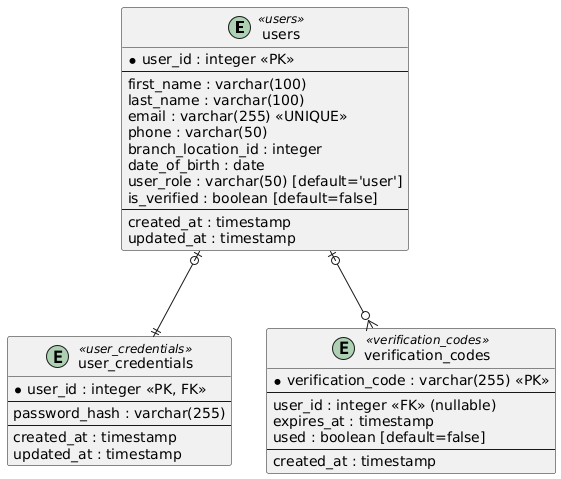 E «users»
users
* user_id : integer «PK»
first_name : varchar(100)
last_name : varchar(100)
email : varchar(255) «UNIQUE»
phone : varchar(50)
branch_location_id : integer
date_of_birth : date
user_role : varchar(50) [default='user']
is_verified : boolean [default=false]
created_at : timestamp
updated_at : timestamp
E «user_credentials»
user_credentials
* user_id : integer «PK, FK»
password_hash : varchar(255)
created_at : timestamp
updated_at : timestamp
E «verification_codes»
verification_codes
* verification_code : varchar(255) «PK»
user_id : integer «FK» (nullable)
expires_at : timestamp
used : boolean [default=false]
created_at : timestamp